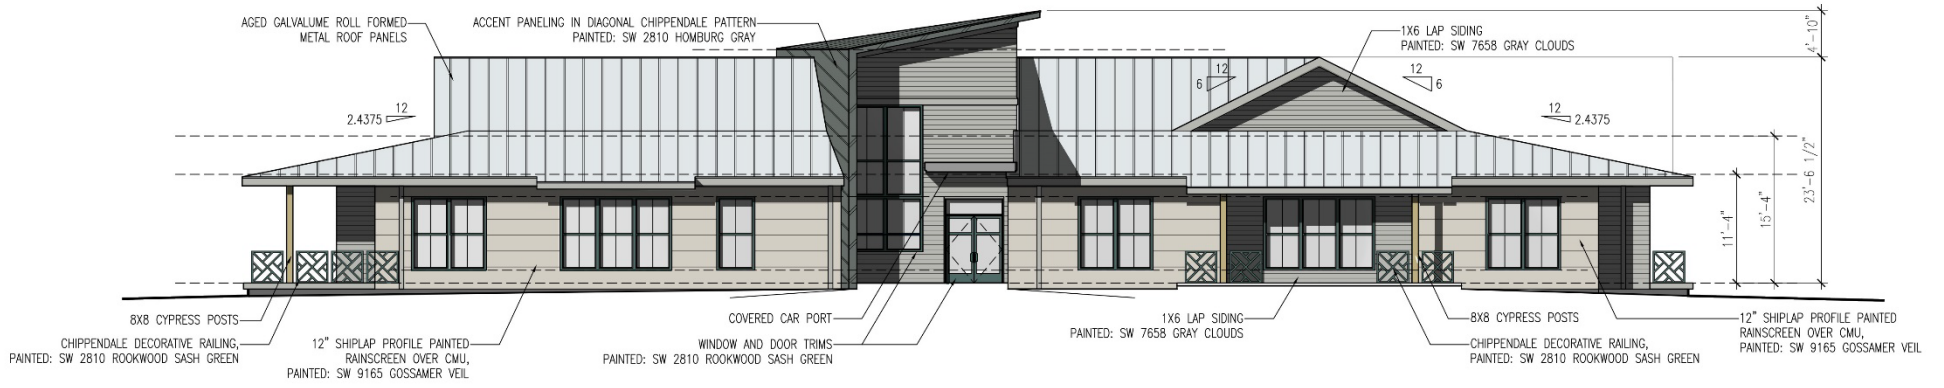 AGED GALVALUME ROLL FORMED
METAL ROOF PANELS
ACCENT PANELING IN DIAGONAL CHIPPENDALE PATTERN
PAINTED: SW 2810 HOMBURG GRAY
1X6 LAP SIDING
PAINTED: SW 7658 GRAY CLOUDS
4'-10"
12
6
12
6
12
2.4375
12
2.4375
11'-4"
15'-4"
23'-6 1/2"
8X8 CYPRESS POSTS
CHIPPENDALE DECORATIVE RAILING,
PAINTED: SW 2810 ROOKWOOD SASH GREEN
12" SHIPLAP PROFILE PAINTED
RAINSCREEN OVER CMU,
PAINTED: SW 9165 GOSSAMER VEIL
COVERED CAR PORT
WINDOW AND DOOR TRIMS
PAINTED: SW 2810 ROOKWOOD SASH GREEN
1X6 LAP SIDING
PAINTED: SW 7658 GRAY CLOUDS
8X8 CYPRESS POSTS
CHIPPENDALE DECORATIVE RAILING,
PAINTED: SW 2810 ROOKWOOD SASH GREEN
12" SHIPLAP PROFILE PAINTED
RAINSCREEN OVER CMU,
PAINTED: SW 9165 GOSSAMER VEIL